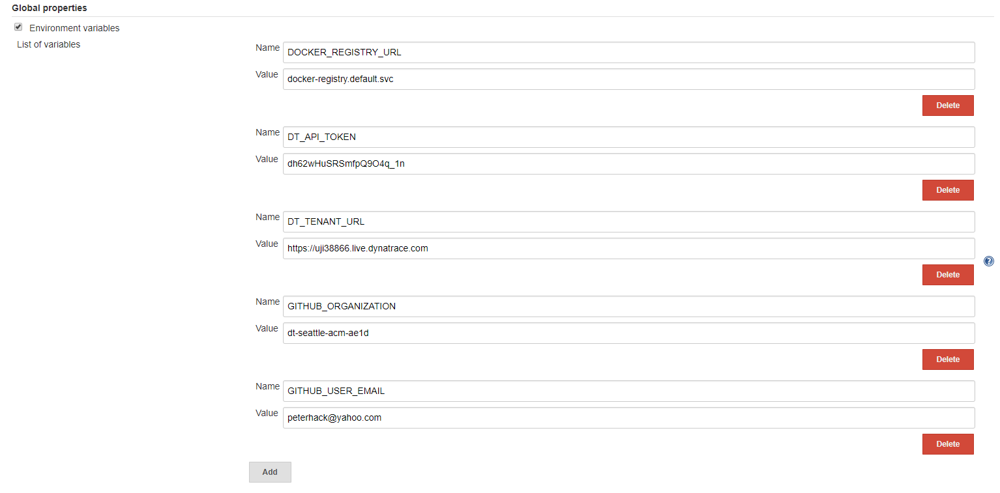 Global properties
Environment variables
List of variables
Name DOCKER_REGISTRY_URL
Value docker-registry.default.svc
Delete
Name DT_API_TOKEN
Value dh62wHuSRSmfpQ9O4q_1n
Delete
Name DT_TENANT_URL
Value https://uji38866.live.dynatrace.com
?
Delete
Name GITHUB_ORGANIZATION
Value dt-seattle-acm-ae1d
Delete
Name GITHUB_USER_EMAIL
Value peterhack@yahoo.com
Delete
Add